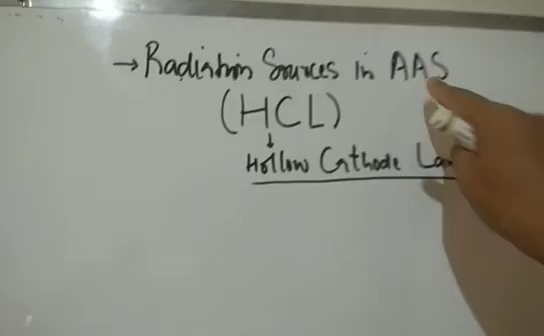 → Radiation Sources in AAS
(HCL)
↓
Hollow Cathode La